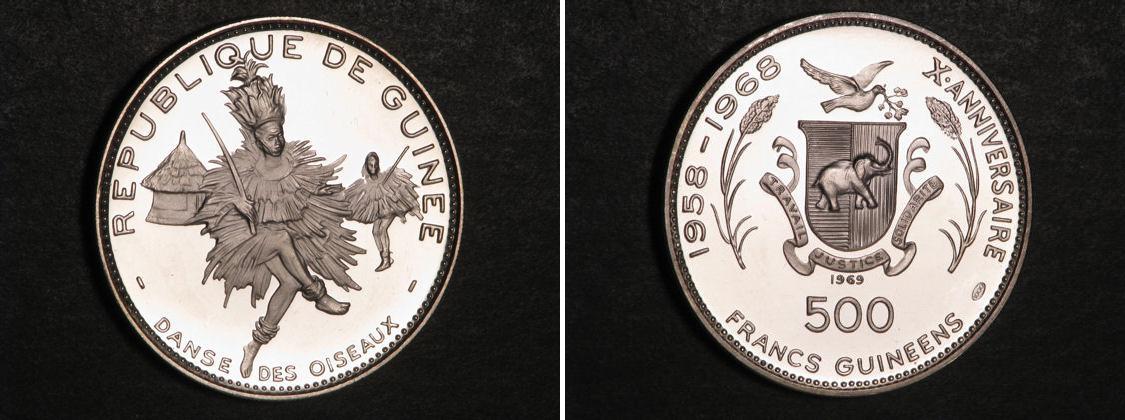 REPUBLIQUE DE GUINEE
- DANSE DES OISEAUX -
1958-1968
X·ANNIVERSAIRE
TRAVAIL
JUSTICE
SOLIDARITE
1969
500
FRANCS GUINEENS